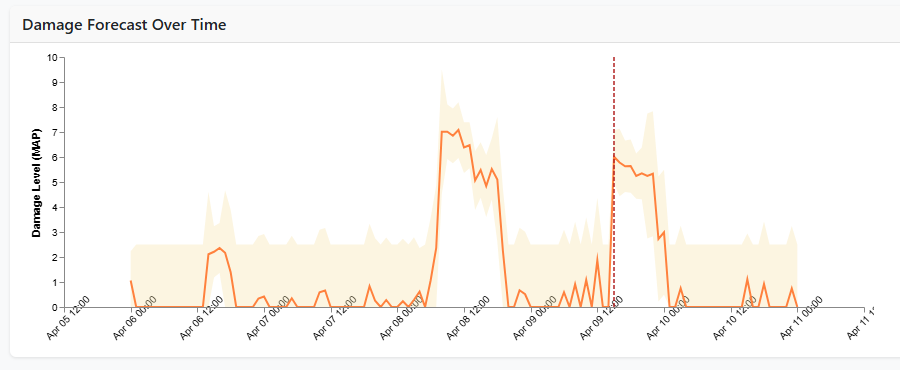 Damage Forecast Over Time
10
9
8
7
6
5
4
3
2
1
0
Damage Level (MAP)
Apr 05 12:00
Apr 06 00:00
Apr 06 12:00
Apr 07 00:00
Apr 07 12:00
Apr 08 00:00
Apr 08 12:00
Apr 09 00:00
Apr 09 12:00
Apr 10 00:00
Apr 10 12:00
Apr 11 00:00
Apr 11